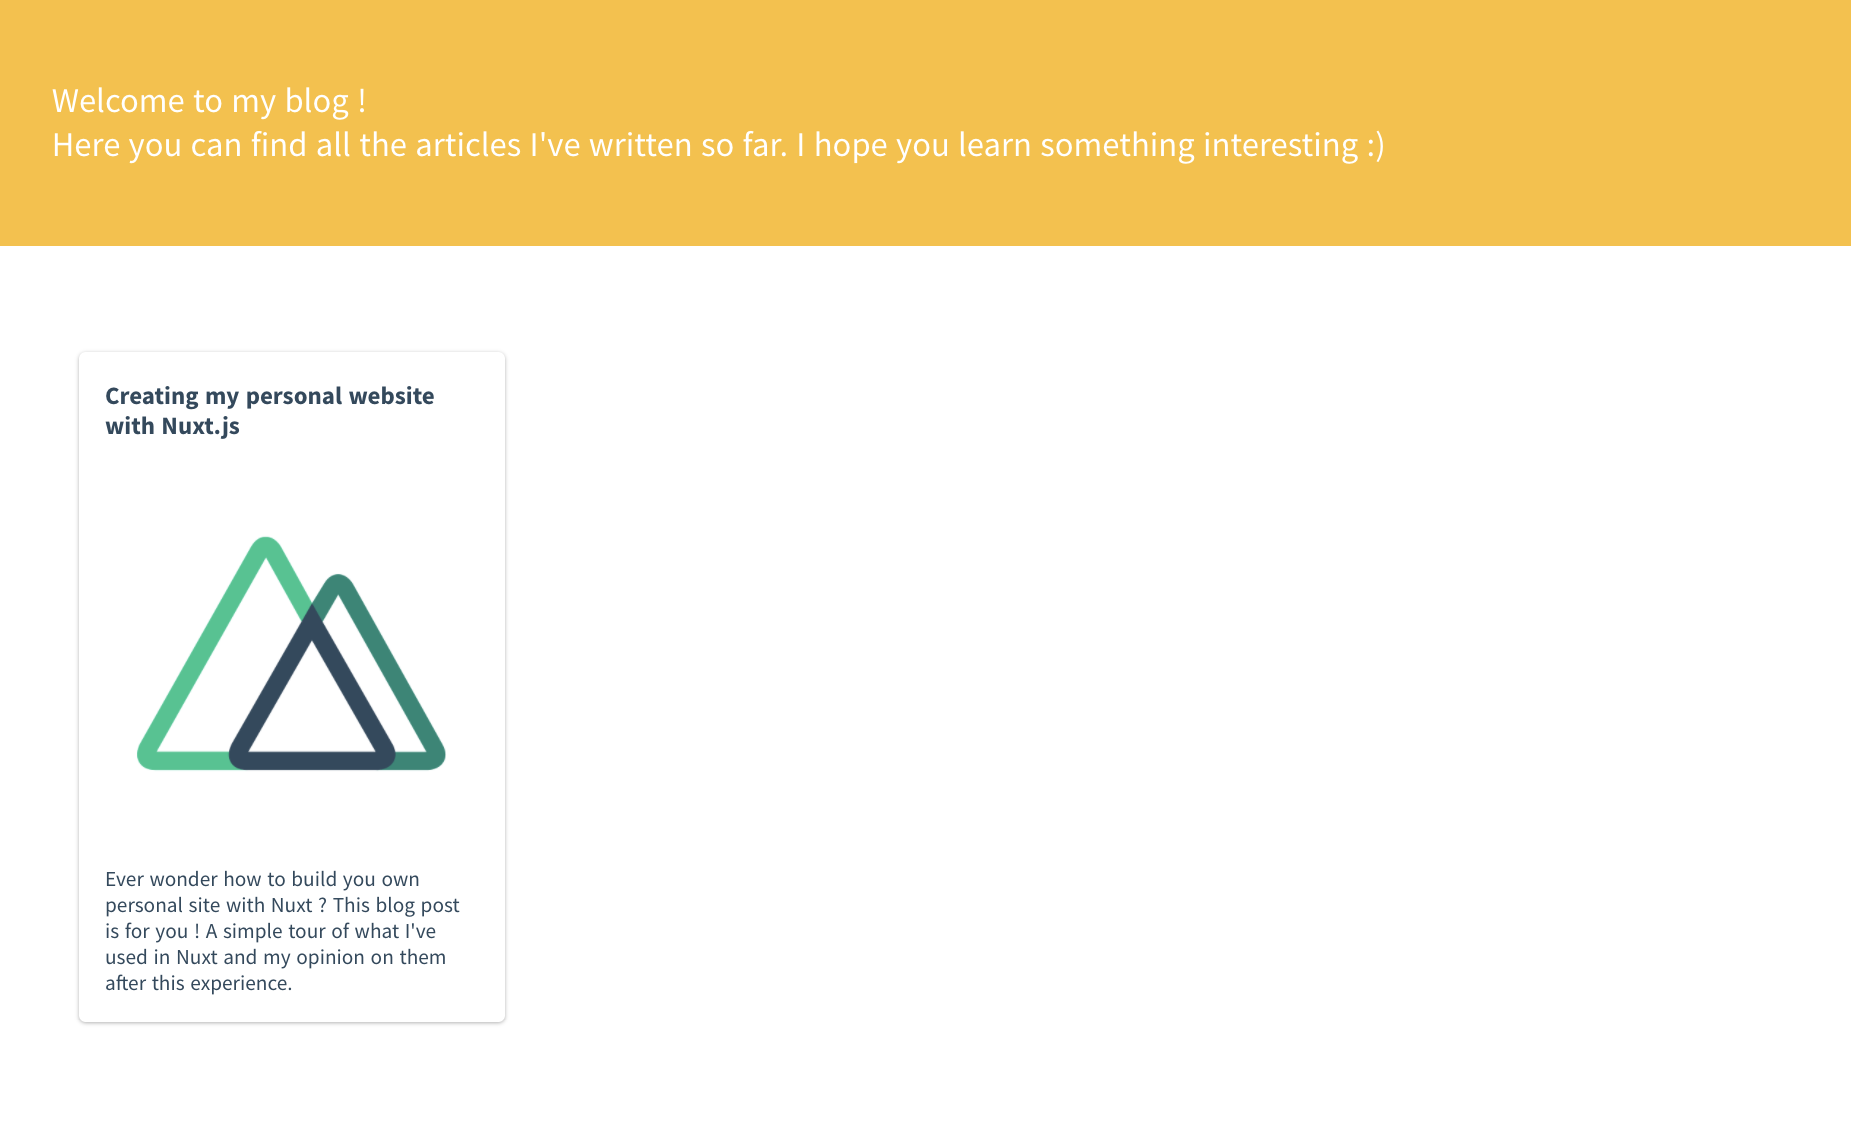 Welcome to my blog !
Here you can find all the articles I've written so far. I hope you learn something interesting :)
Creating my personal website
with Nuxt.js
Ever wonder how to build you own
personal site with Nuxt ? This blog post
is for you ! A simple tour of what I've
used in Nuxt and my opinion on them
after this experience.